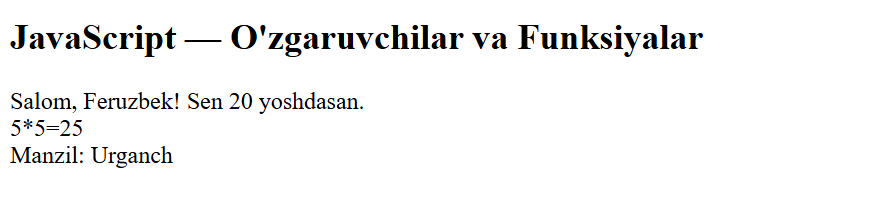 JavaScript — O'zgaruvchilar va Funksiyalar
Salom, Feruzbek! Sen 20 yoshdasan.
5*5=25
Manzil: Urganch